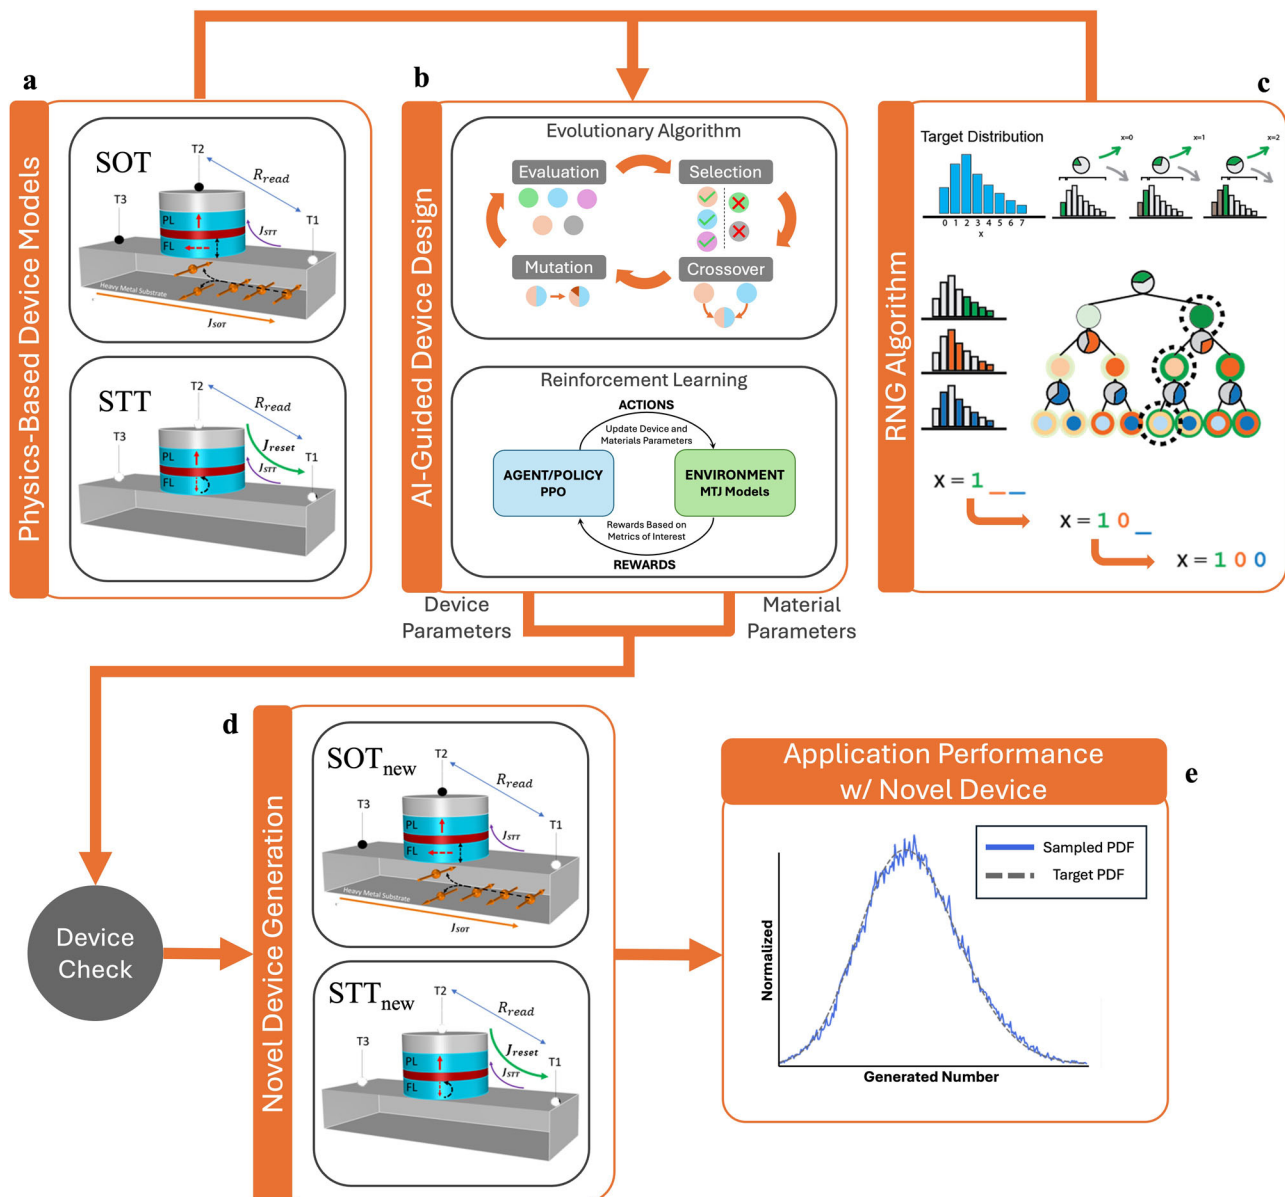 a
Physics-Based Device Models
SOT
T2
R_read
T3
T1
PL
J_STT
FL
Heavy Metal Substrate
J_SOT
STT
T2
R_read
T3
J_reset
PL
J_STT
T1
FL
b
AI-Guided Device Design
Evolutionary Algorithm
Evaluation
Selection
Mutation
Crossover
Reinforcement Learning
ACTIONS
Update Device and
Materials Parameters
AGENT/POLICY
PPO
ENVIRONMENT
MTJ Models
Rewards Based on
Metrics of Interest
REWARDS
c
RNG Algorithm
Target Distribution
0 1 2 3 4 5 6 7
x
x=0
x=1
x=2
x = 1 _ _
x = 1 0 _
x = 1 0 0
Device
Parameters
Material
Parameters
Device
Check
d
Novel Device Generation
SOT_new
T2
R_read
T3
T1
PL
J_STT
FL
Heavy Metal Substrate
J_SOT
STT_new
T2
R_read
T3
J_reset
PL
J_STT
T1
FL
Application Performance
w/ Novel Device
e
Sampled PDF
Target PDF
Normalized
Generated Number